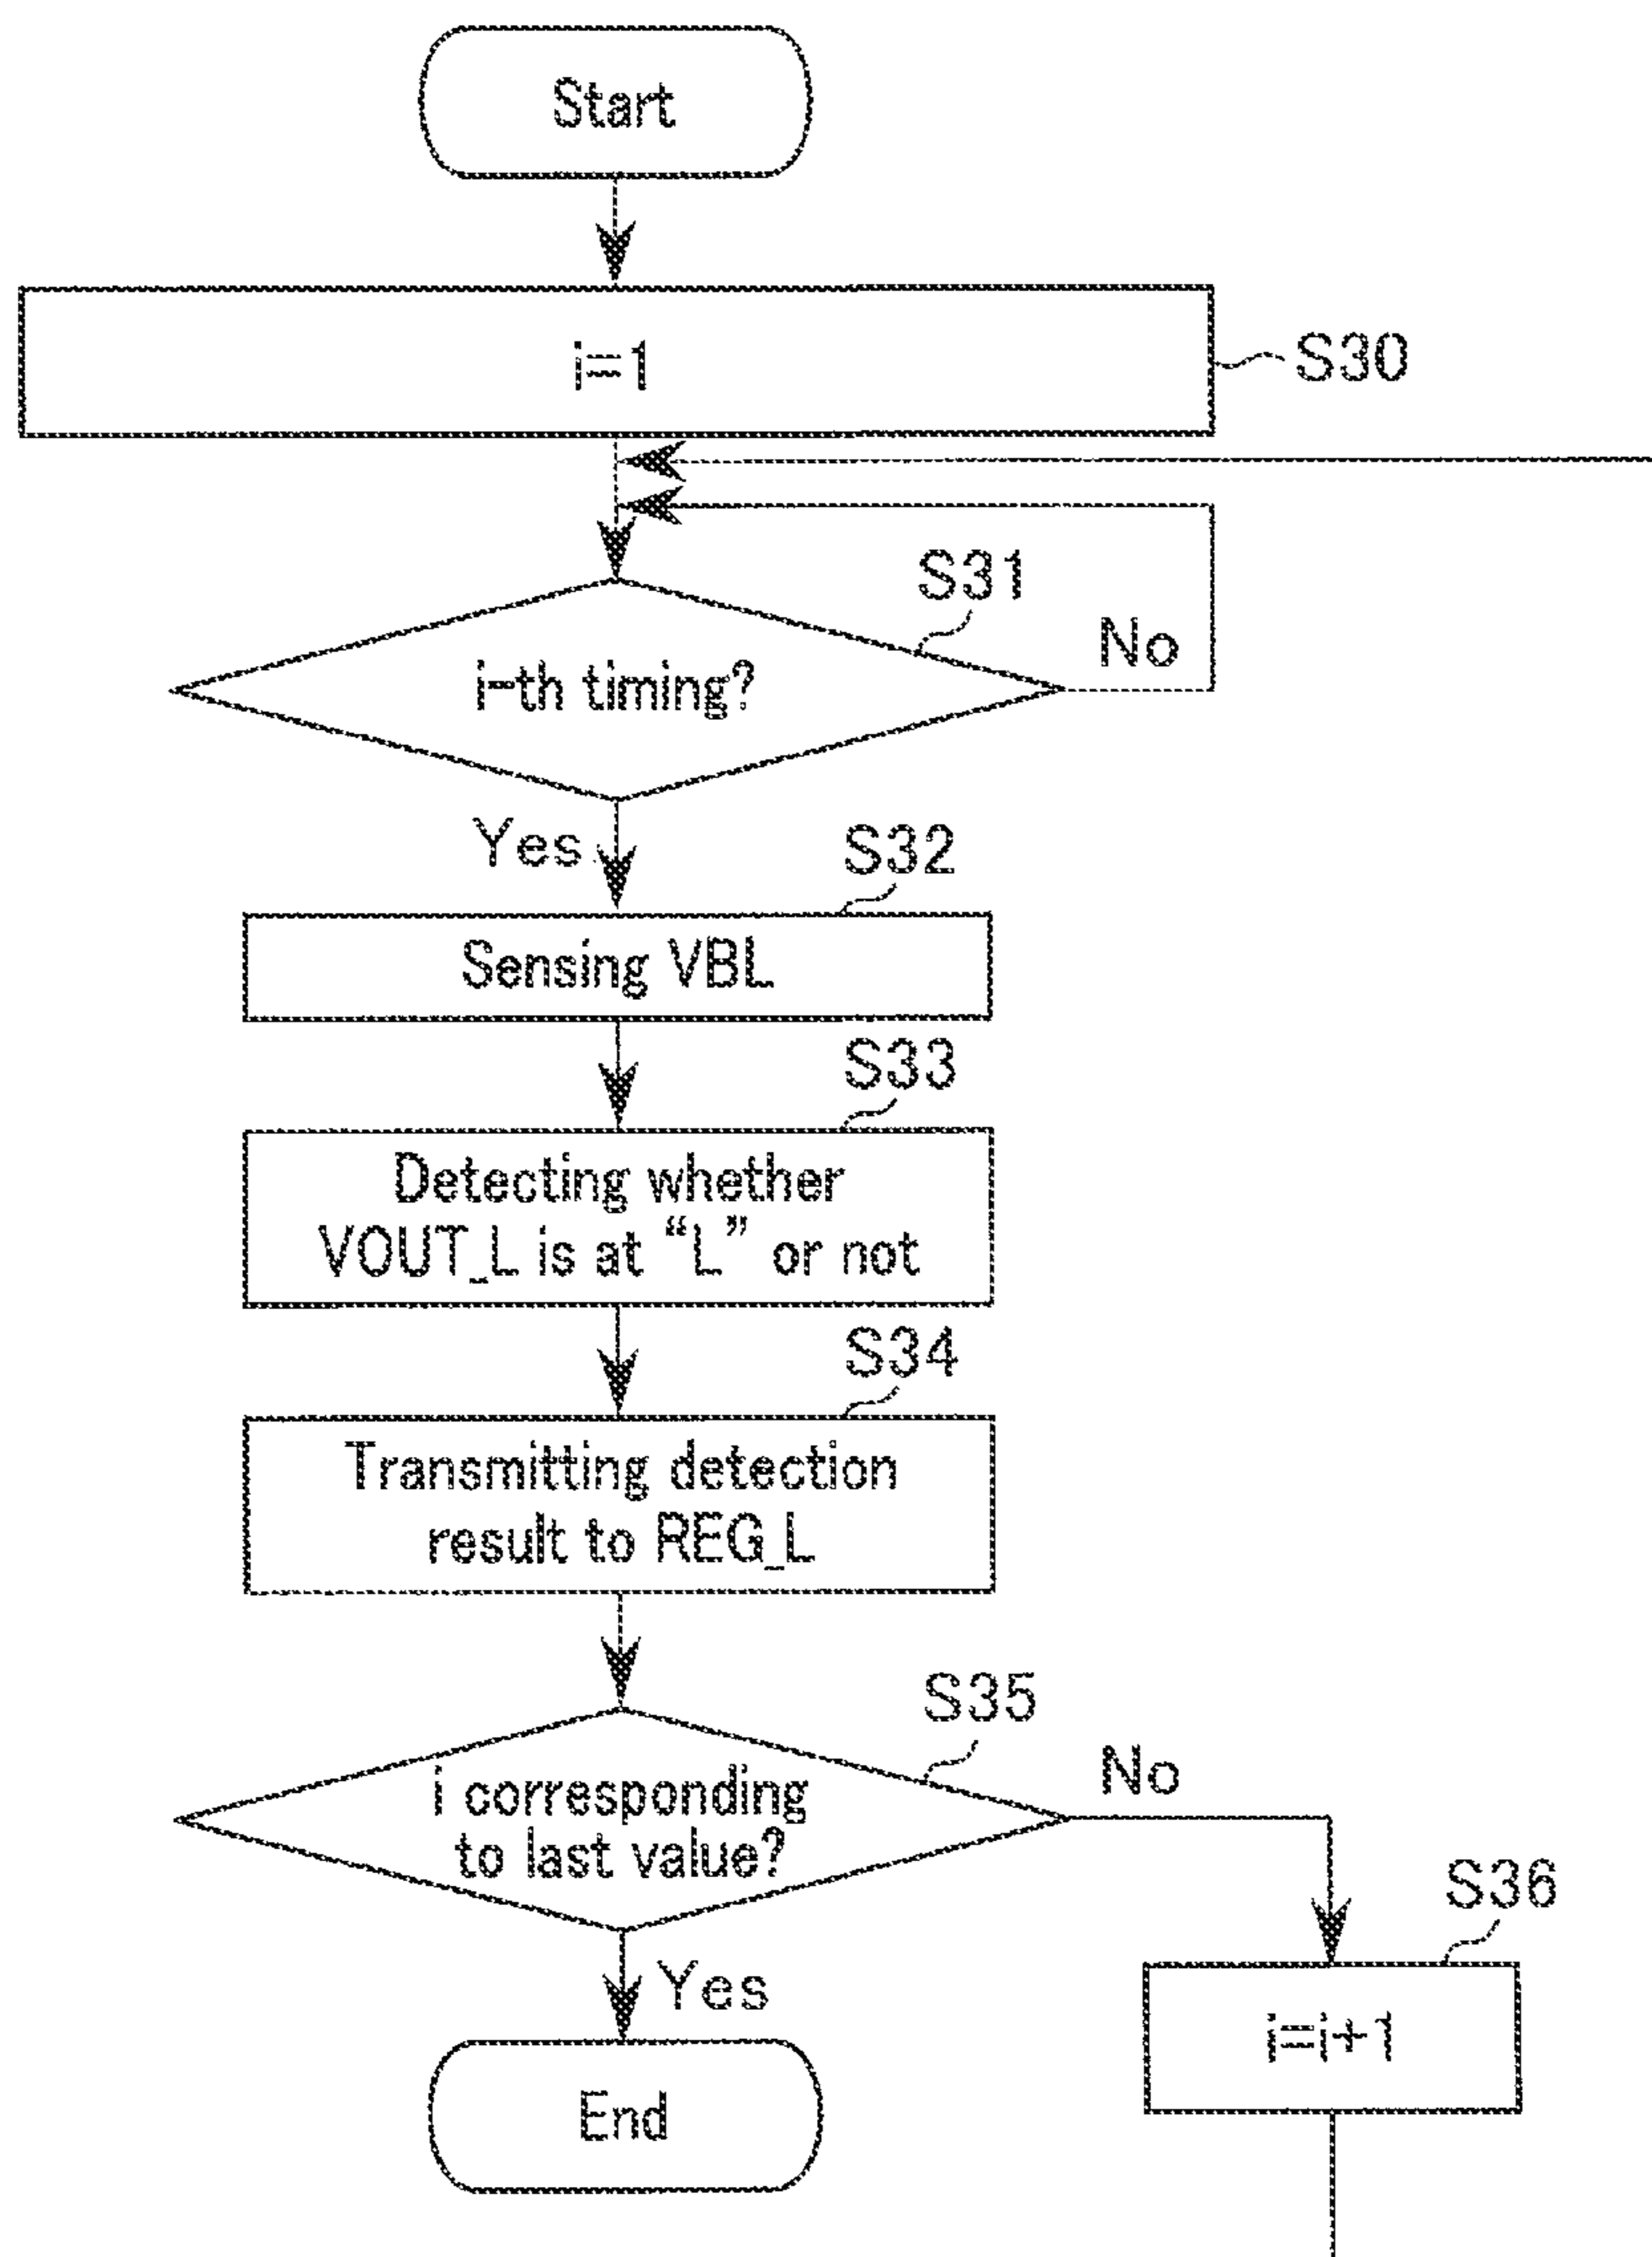 Start
i=1
S30
S31
i-th timing?
No
Yes
S32
Sensing VBL
S33
Detecting whether
VOUT_L is at “L” or not
S34
Transmitting detection
result to REG_L
S35
i corresponding
to last value?
No
S36
Yes
i=i+1
End